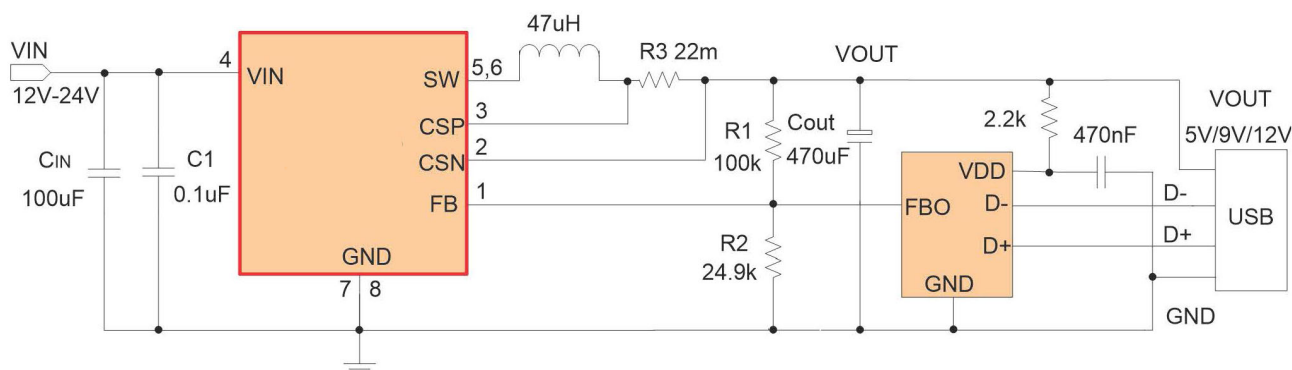 47uH
VIN
R3 22m
VOUT
4
VIN
SW
5,6
12V-24V
CSP
3
2.2k
VOUT
R1
100k
Cout
470uF
470nF
5V/9V/12V
CSN
2
CIN
100uF
C1
0.1uF
VDD
FB
1
FBO
D-
D-
USB
R2
24.9k
D+
D+
GND
7
8
GND
GND